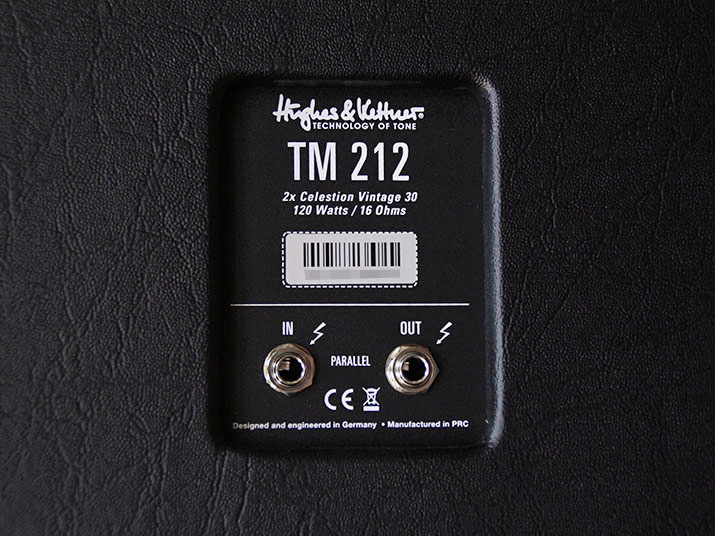 Hughes & Kettner®
TECHNOLOGY OF TONE
TM 212
2x Celestion Vintage 30
120 Watts / 16 Ohms
IN
OUT
PARALLEL
CE
Designed and engineered in Germany • Manufactured in PRC